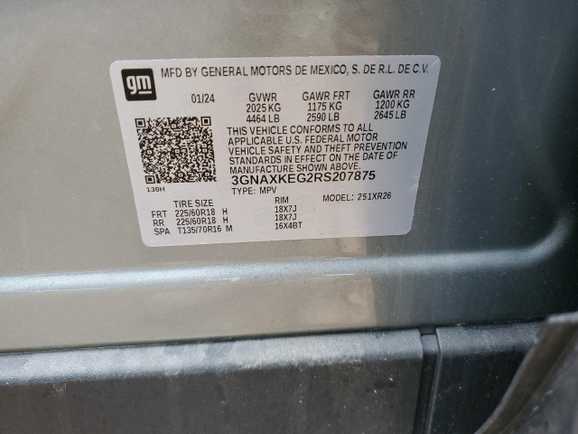 gm
MFD BY GENERAL MOTORS DE MEXICO, S. DE R.L. DE C.V.
01/24 GVWR GAWR FRT GAWR RR
2025 KG 1175 KG 1200 KG
4464 LB 2590 LB 2645 LB
THIS VEHICLE CONFORMS TO ALL
APPLICABLE U.S. FEDERAL MOTOR
VEHICLE SAFETY AND THEFT PREVENTION
STANDARDS IN EFFECT ON THE DATE OF
MANUFACTURE SHOWN ABOVE.
3GNAXKEG2RS207875
139H TYPE: MPV MODEL: 251XR26
TIRE SIZE RIM
FRT 225/60R18 H 18X7J
RR 225/60R18 H 18X7J
SPA T135/70R16 M 16X4BT